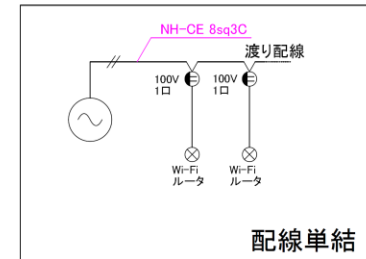 NH-CE 8sq3C
渡り配線
100V
1口
100V
1口
Wi-Fi
ルータ
Wi-Fi
ルータ
配線単結